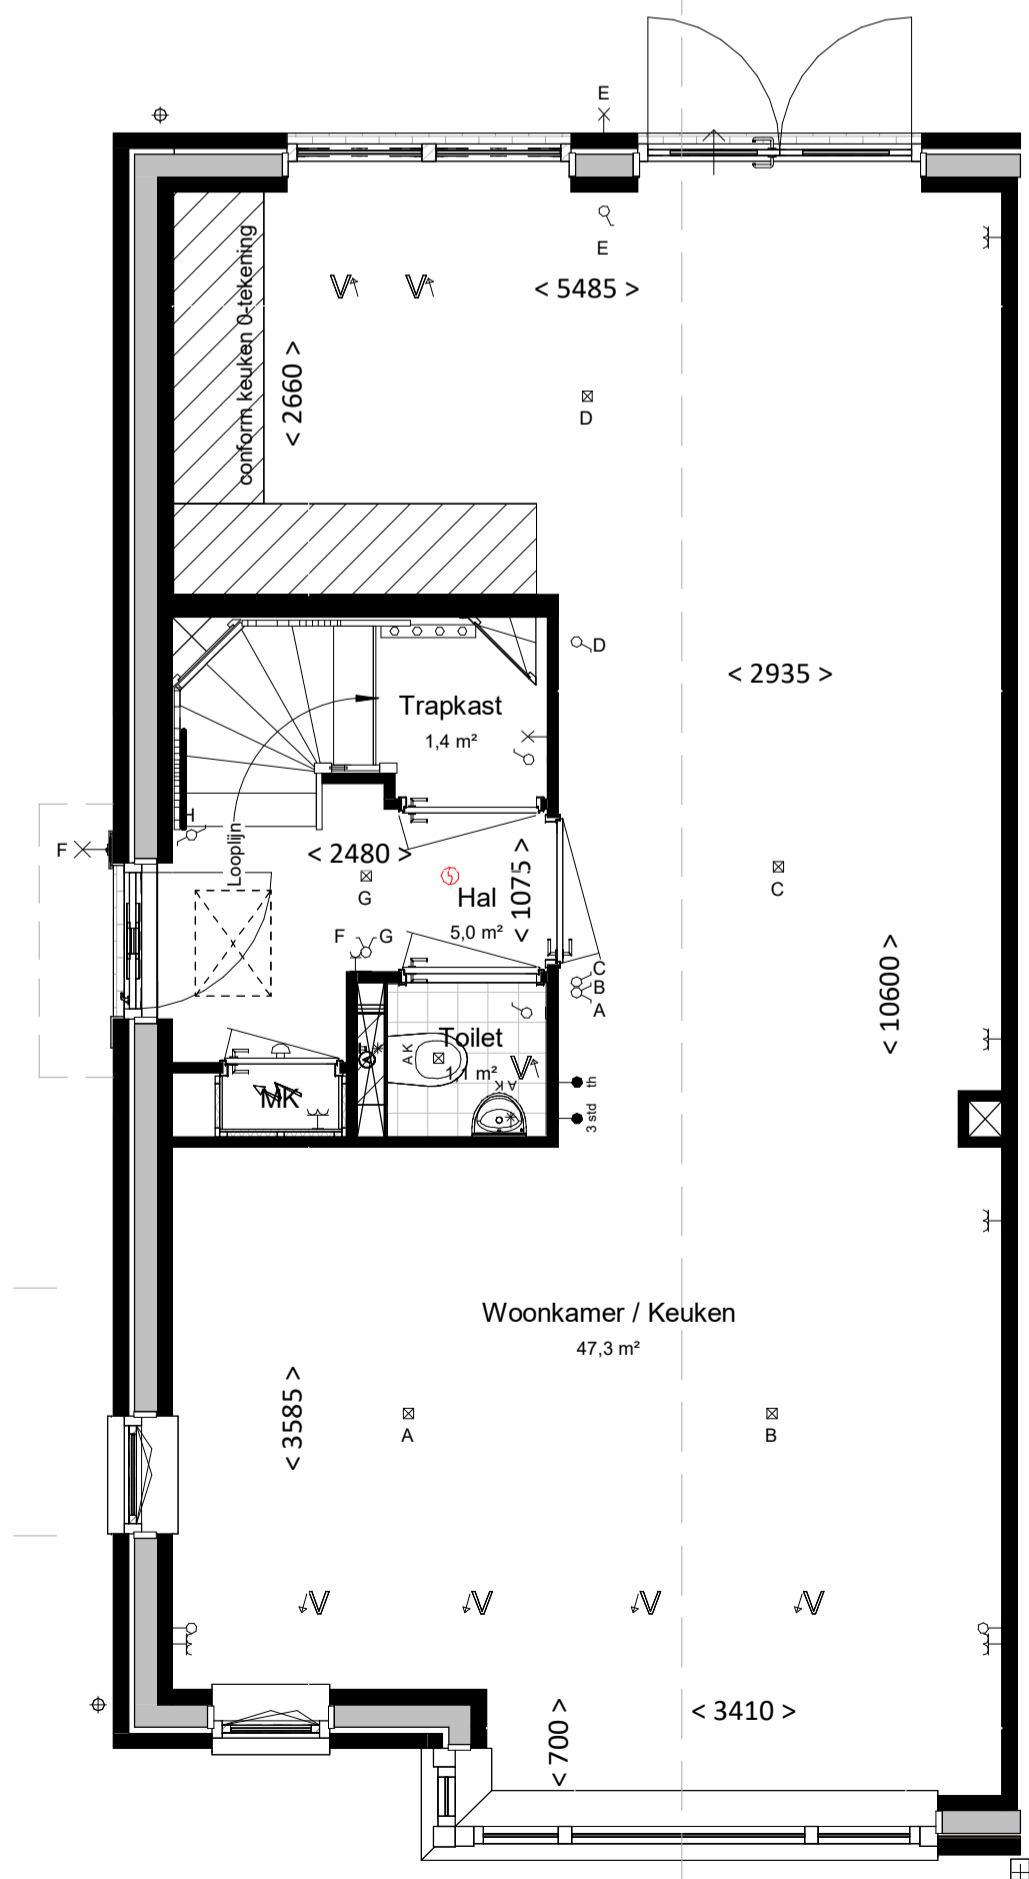 E
E
conform keuken 0-tekening
< 5485 >
< 2660 >
D
D
< 2935 >
Trapkast
1,4 m²
Looplijn
F
< 2480 >
G
Hal
5,0 m²
< 1075 >
C
F
G
C
B
A
< 10600 >
Toilet
1,1 m²
AK
AK
th
3 std
MK
Woonkamer / Keuken
47,3 m²
< 3585 >
A
B
< 700 >
< 3410 >